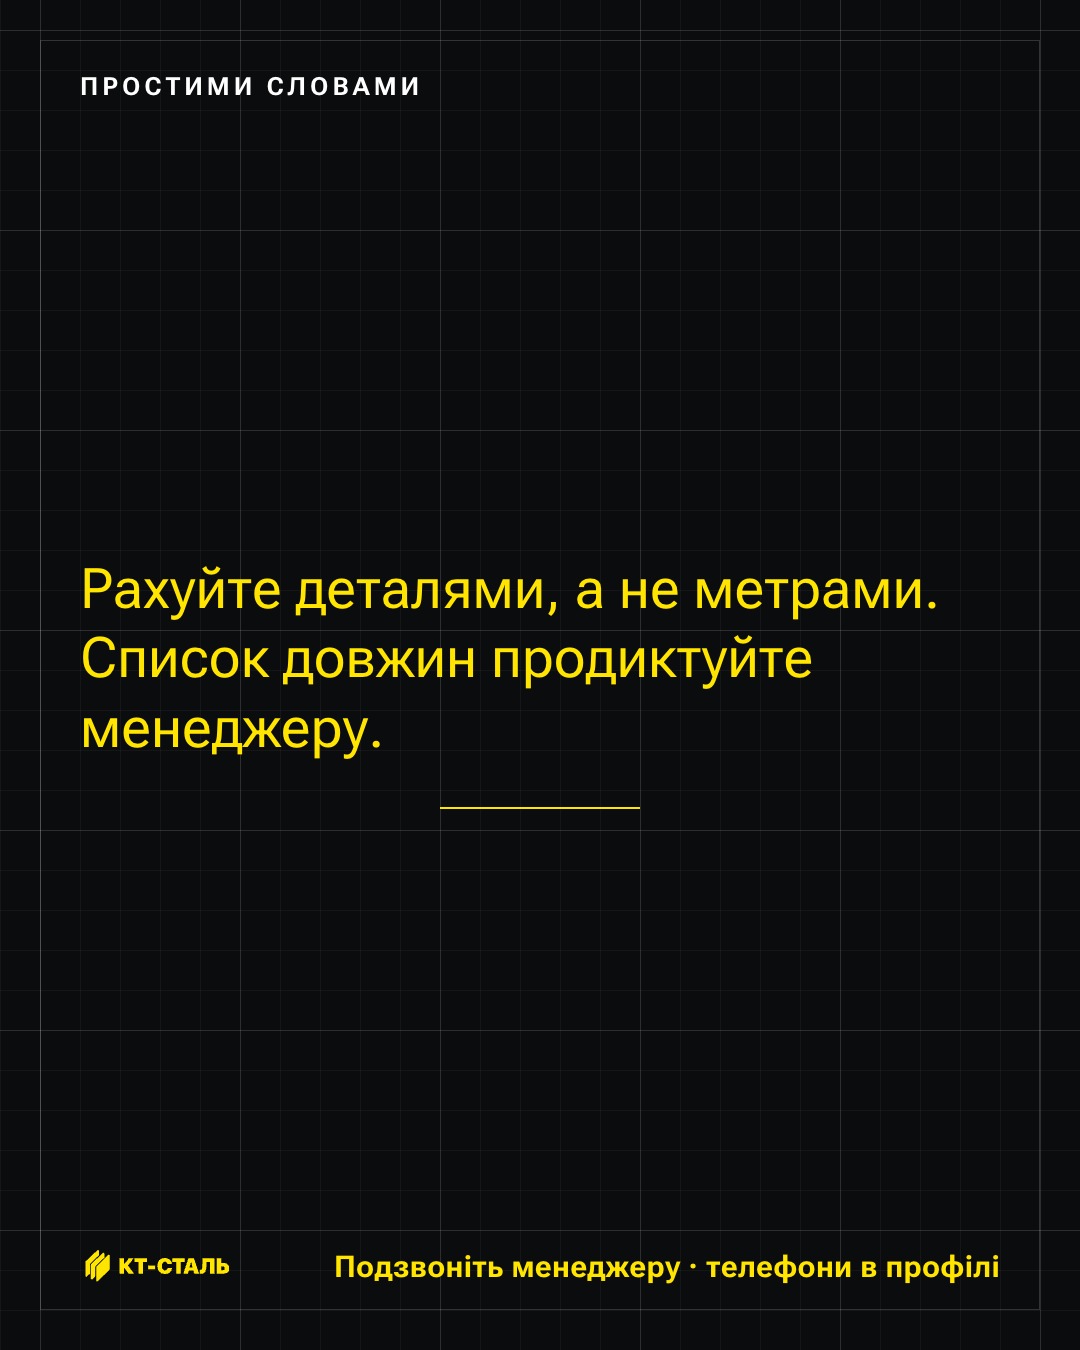 ПРОСТИМИ СЛОВАМИ
Рахуйте деталями, а не метрами.
Список довжин продиктуйте
менеджеру.
КТ-СТАЛЬ
Подзвоніть менеджеру · телефони в профілі